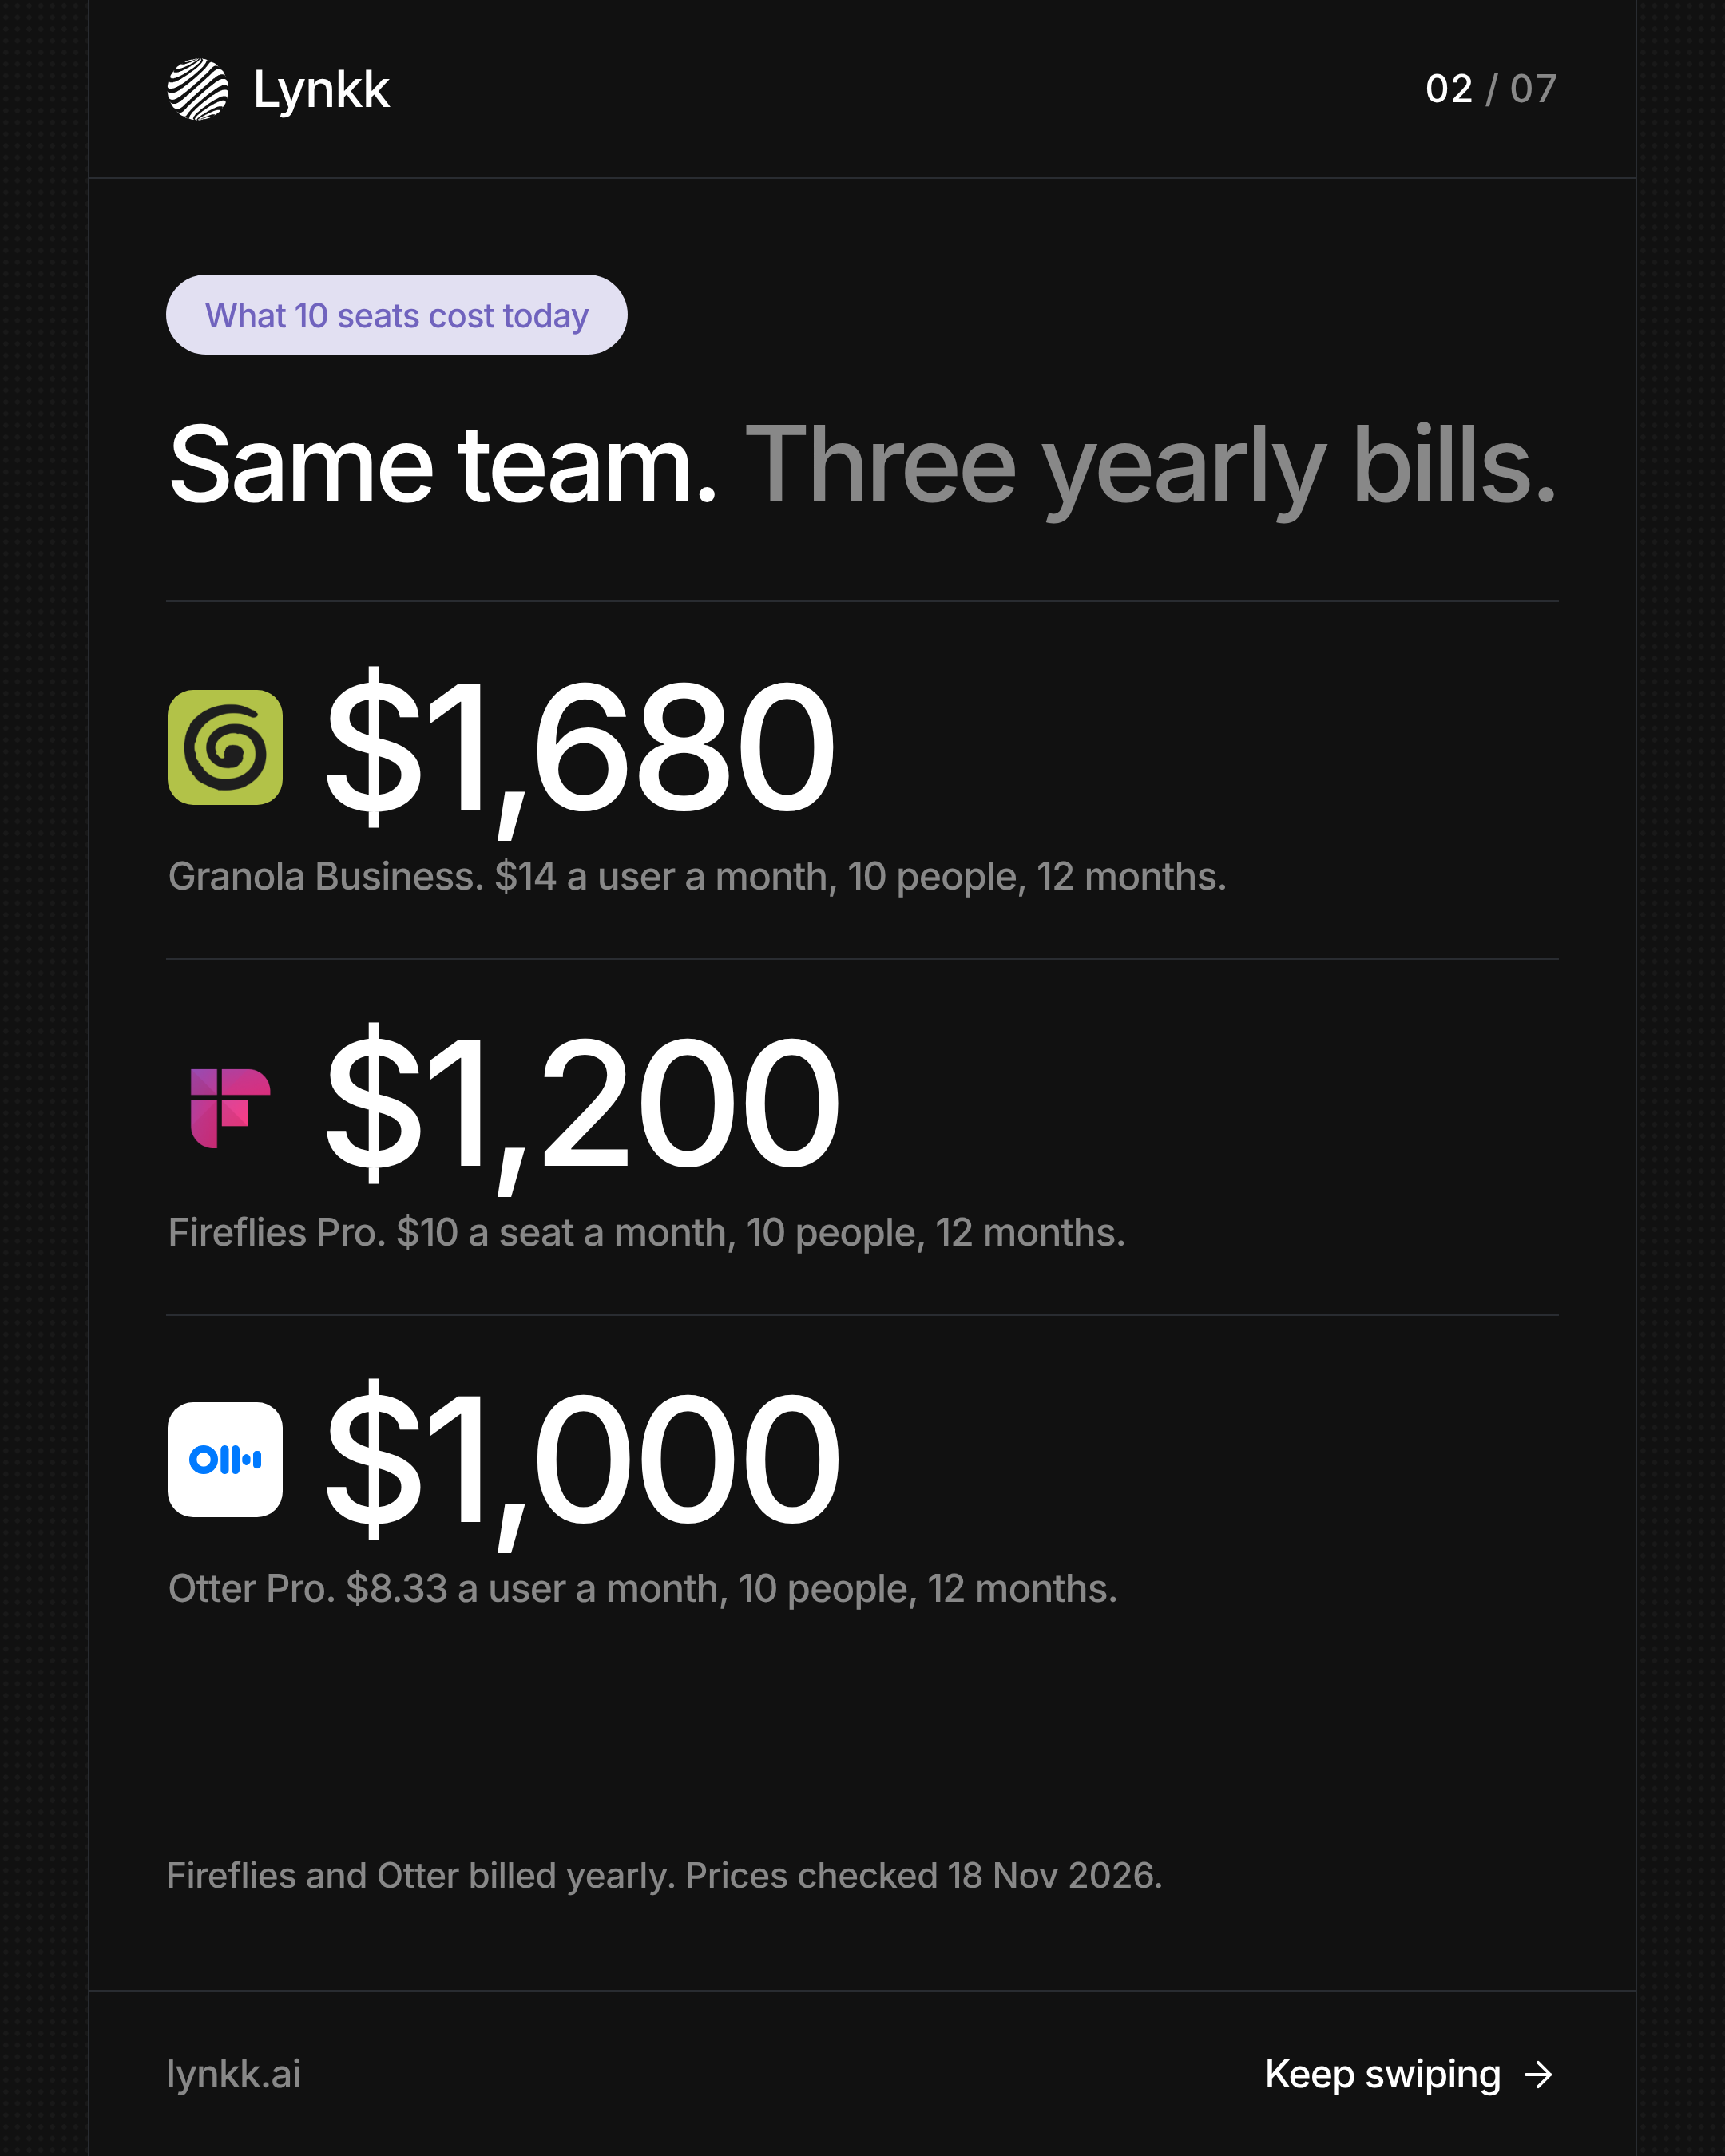 Lynkk
02 / 07
What 10 seats cost today
Same team. Three yearly bills.
$1,680
Granola Business. $14 a user a month, 10 people, 12 months.
$1,200
Fireflies Pro. $10 a seat a month, 10 people, 12 months.
$1,000
Otter Pro. $8.33 a user a month, 10 people, 12 months.
Fireflies and Otter billed yearly. Prices checked 18 Nov 2026.
lynkk.ai
Keep swiping →